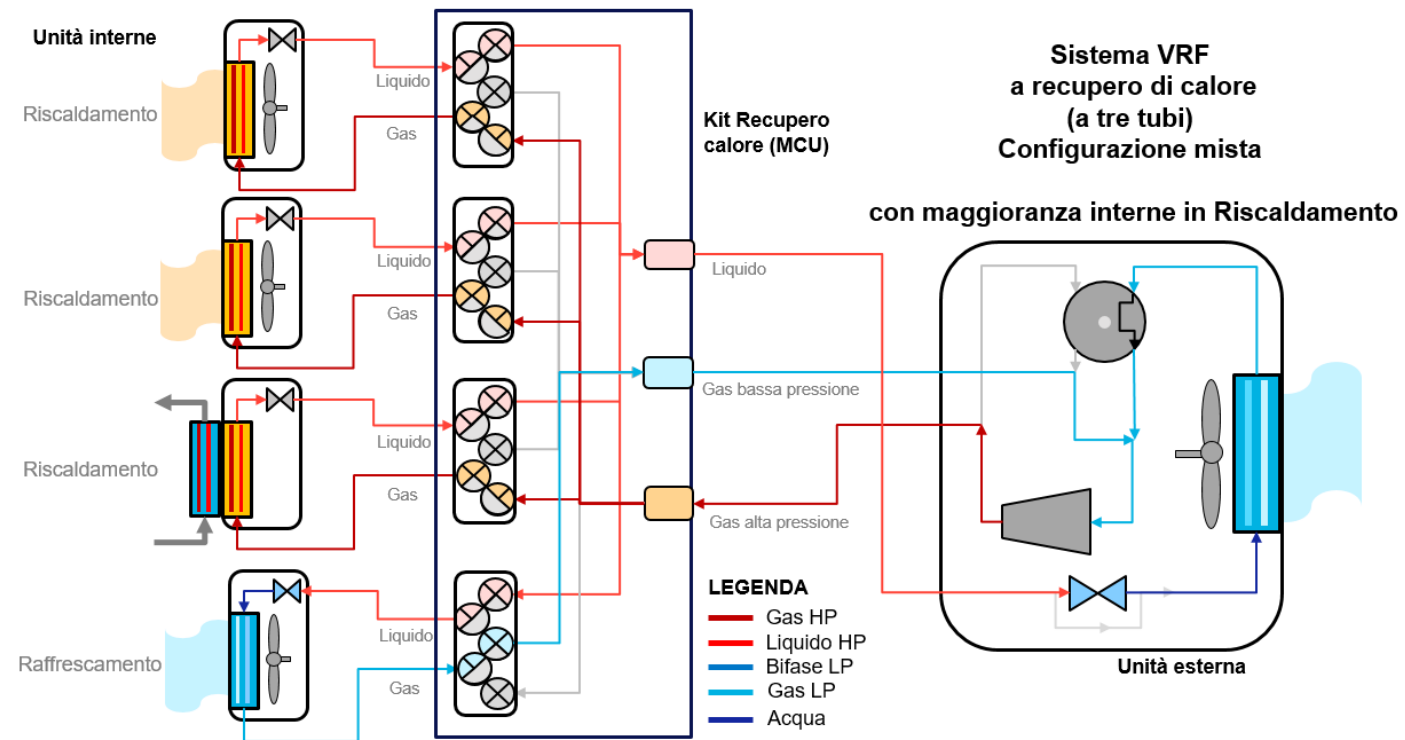 Unità interne
Riscaldamento
Liquido
Gas
Riscaldamento
Liquido
Gas
Riscaldamento
Liquido
Gas
Raffrescamento
Liquido
Gas
Kit Recupero
calore (MCU)
Liquido
Gas bassa pressione
Gas alta pressione
LEGENDA
Gas HP
Liquido HP
Bifase LP
Gas LP
Acqua
Sistema VRF
a recupero di calore
(a tre tubi)
Configurazione mista
con maggioranza interne in Riscaldamento
Unità esterna